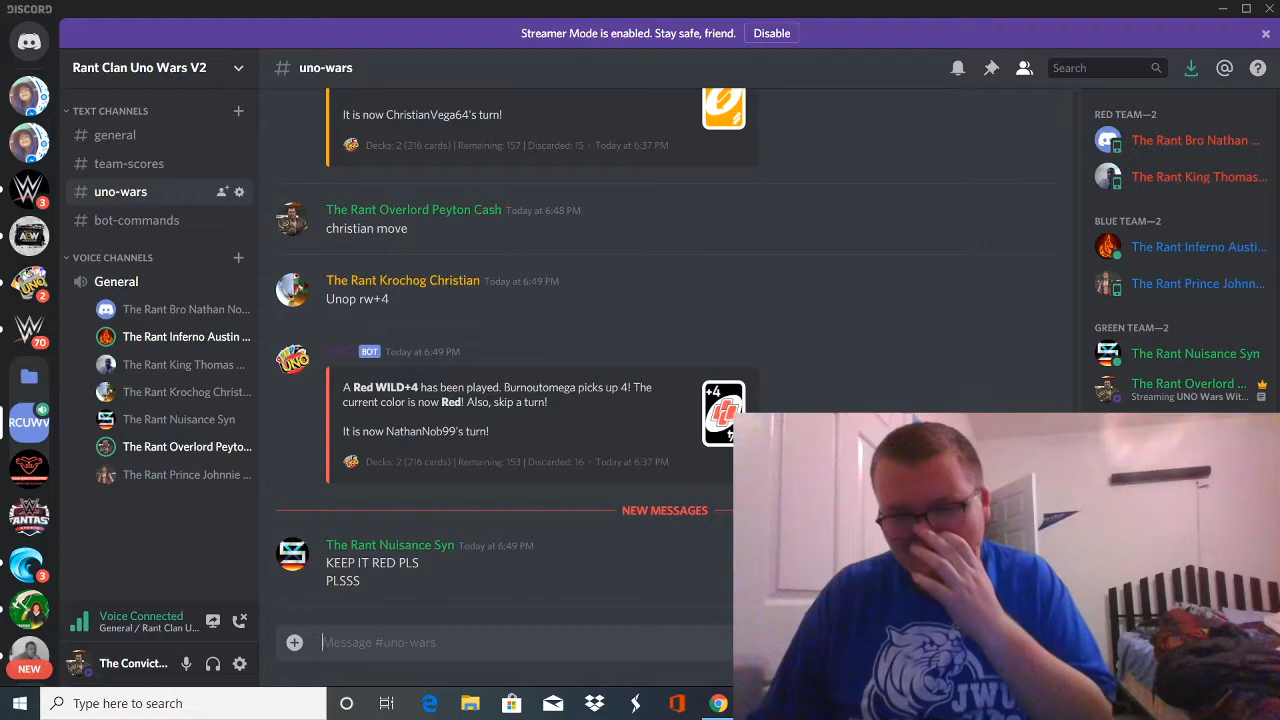 DISCORD
Streamer Mode is enabled. Stay safe, friend.
Disable
Rant Clan Uno Wars V2
# uno-wars
Search
TEXT CHANNELS
# general
# team-scores
# uno-wars
# bot-commands
VOICE CHANNELS
General
The Rant Bro Nathan No...
The Rant Inferno Austin ...
The Rant King Thomas ...
The Rant Krochog Christ...
The Rant Nuisance Syn
The Rant Overlord Peyto...
The Rant Prince Johnnie ...
3
2
70
RCUWV
3
NEW
Voice Connected
General / Rant Clan U...
The Convict...
It is now ChristianVega64's turn!
Decks: 2 (216 cards) | Remaining: 157 | Discarded: 15 • Today at 6:37 PM
The Rant Overlord Peyton Cash Today at 6:48 PM
christian move
The Rant Krochog Christian Today at 6:49 PM
Unop rw+4
BOT Today at 6:49 PM
A Red WILD+4 has been played. Burnoutomega picks up 4! The
current color is now Red! Also, skip a turn!
It is now NathanNob99's turn!
+4
Decks: 2 (216 cards) | Remaining: 153 | Discarded: 16 • Today at 6:37 PM
NEW MESSAGES
The Rant Nuisance Syn Today at 6:49 PM
KEEP IT RED PLS
PLSSS
Message #uno-wars
RED TEAM—2
The Rant Bro Nathan ...
The Rant King Thomas...
BLUE TEAM—2
The Rant Inferno Austi...
The Rant Prince Johnn...
GREEN TEAM—2
The Rant Nuisance Syn
The Rant Overlord ...
Streaming UNO Wars Wit...
JWU
Type here to search